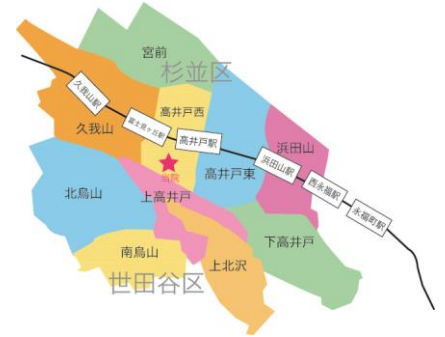 宮前
杉並区
久我山駅
高井戸西
富士見ヶ丘駅
久我山
高井戸駅
浜田山
当院
浜田山駅
高井戸東
西永福駅
北烏山
上高井戸
永福町駅
下高井戸
南烏山
上北沢
世田谷区